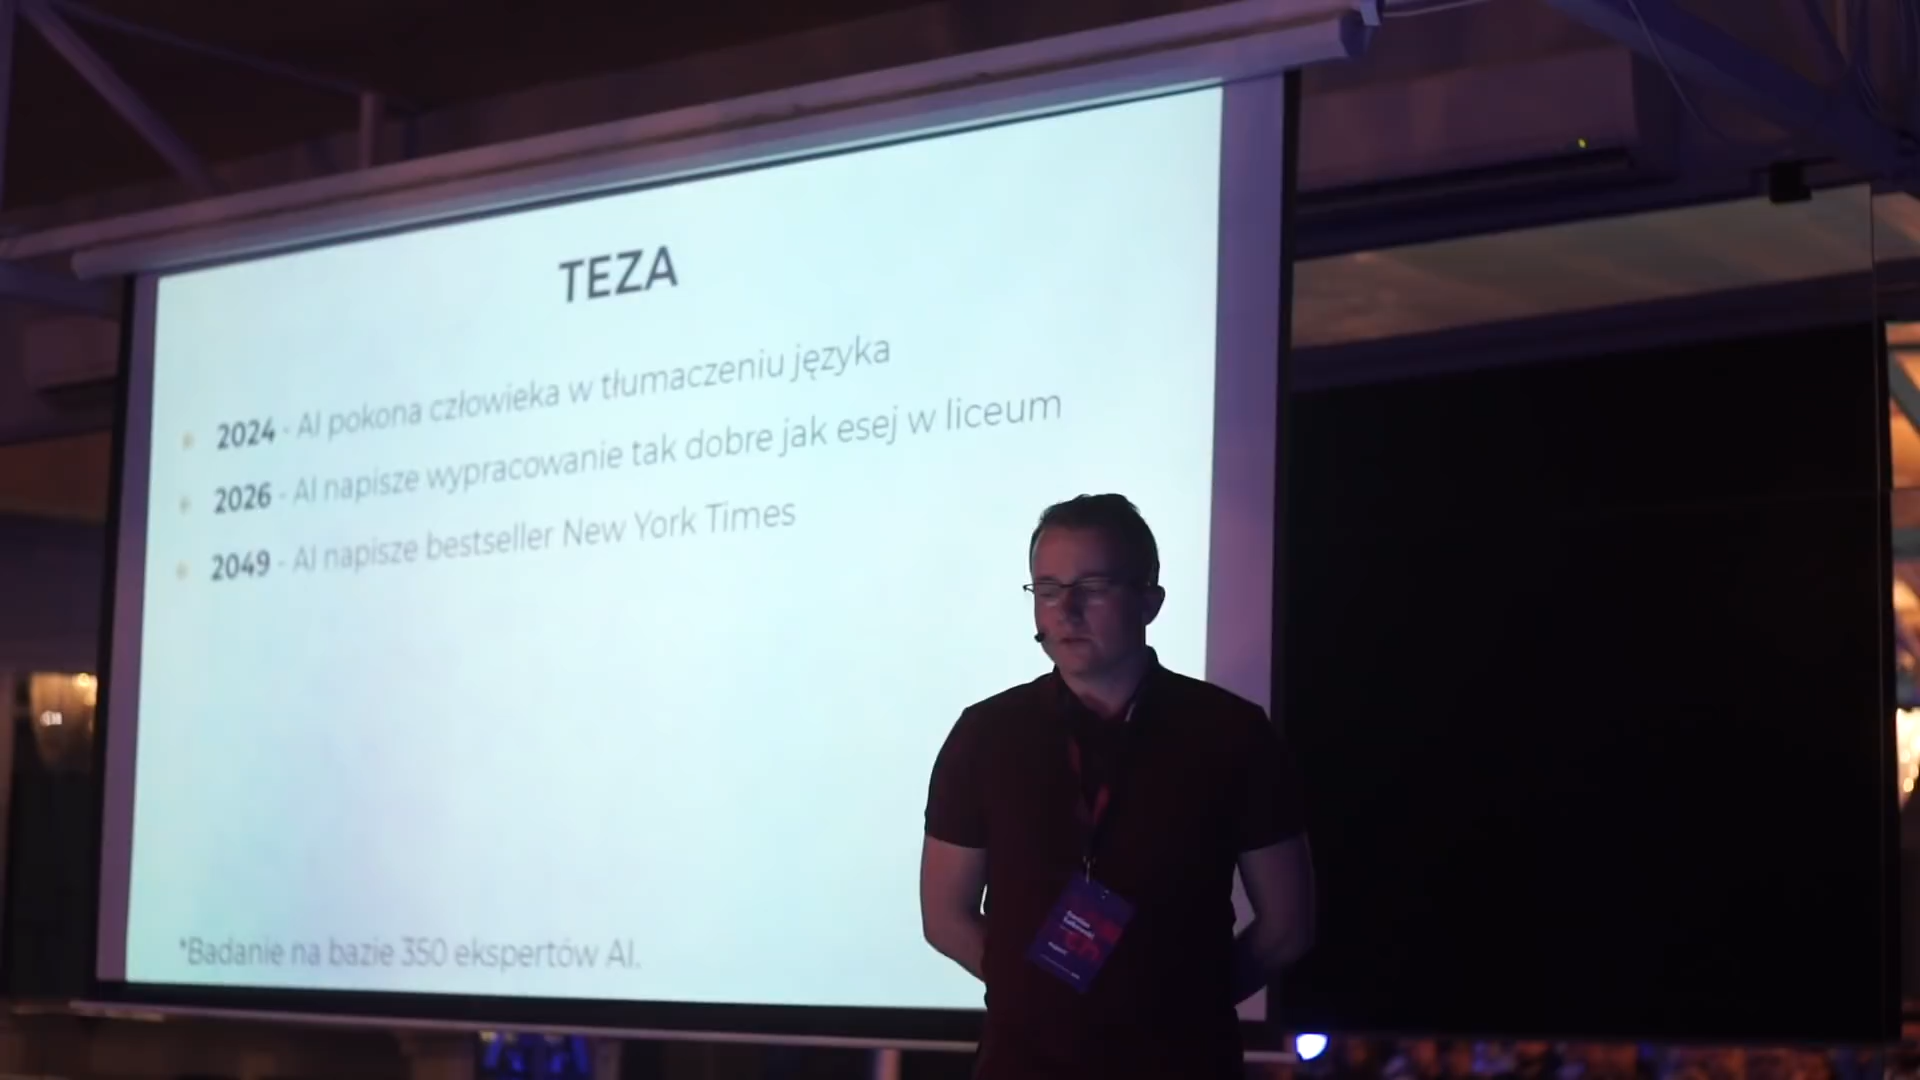 TEZA
2024 - AI pokona człowieka w tłumaczeniu języka
2026 - AI napisze wypracowanie tak dobre jak esej w liceum
2049 - AI napisze bestseller New York Times
*Badanie na bazie 350 ekspertów AI.